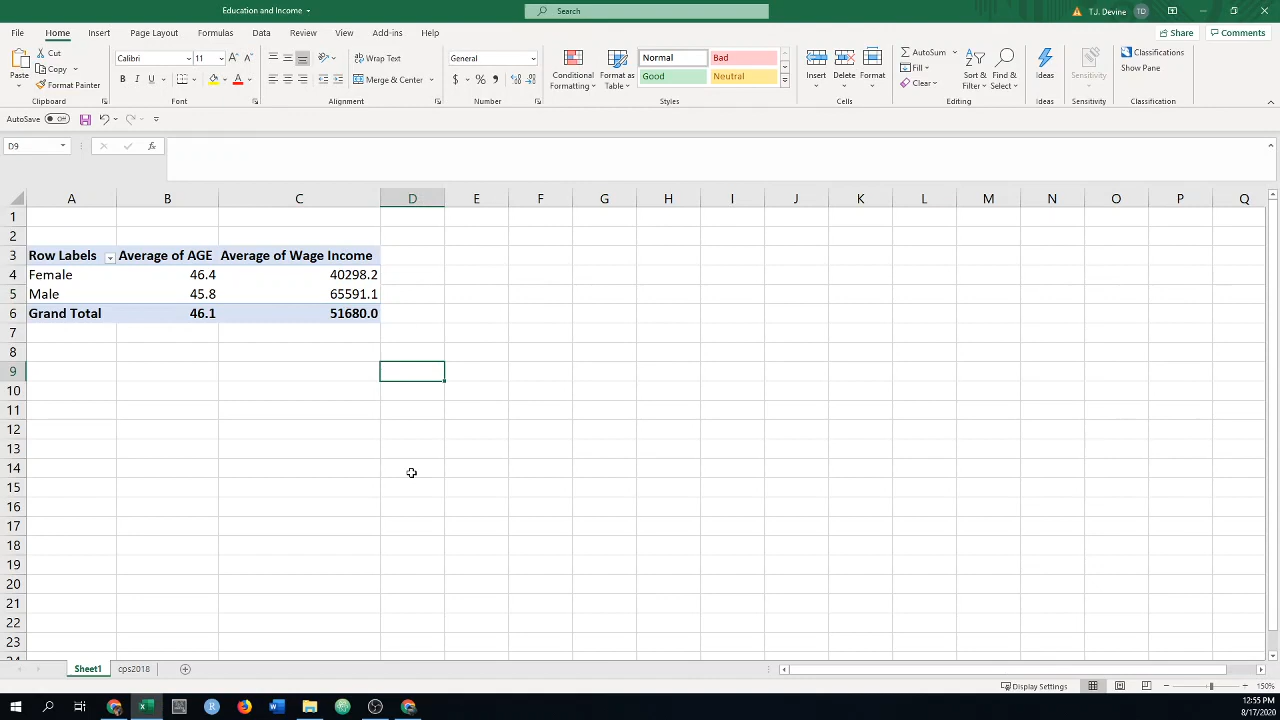 Education and Income
Search
T.J. Devine
TD
File
Home
Insert
Page Layout
Formulas
Data
Review
View
Add-ins
Help
Share
Comments
Paste
Cut
Copy
Format Painter
Clipboard
Calibri
11
B
I
U
Font
Wrap Text
Merge & Center
Alignment
General
$
%
Number
Conditional
Formatting
Format as
Table
Normal
Bad
Good
Neutral
Styles
Insert
Delete
Format
Cells
AutoSum
Fill
Clear
Sort &
Filter
Find &
Select
Editing
Ideas
Ideas
Sensitivity
Sensitivity
Classifications
Show Pane
Classification
AutoSave
Off
D9
fx
A B C D E F G H I J K L M N O P Q
1
2
3 Row Labels Average of AGE Average of Wage Income
4 Female 46.4 40298.2
5 Male 45.8 65591.1
6 Grand Total 46.1 51680.0
7
8
9
10
11
12
13
14
15
16
17
18
19
20
21
22
23
24
Sheet1
cps2018
Display Settings
150%
12:55 PM
8/17/2020